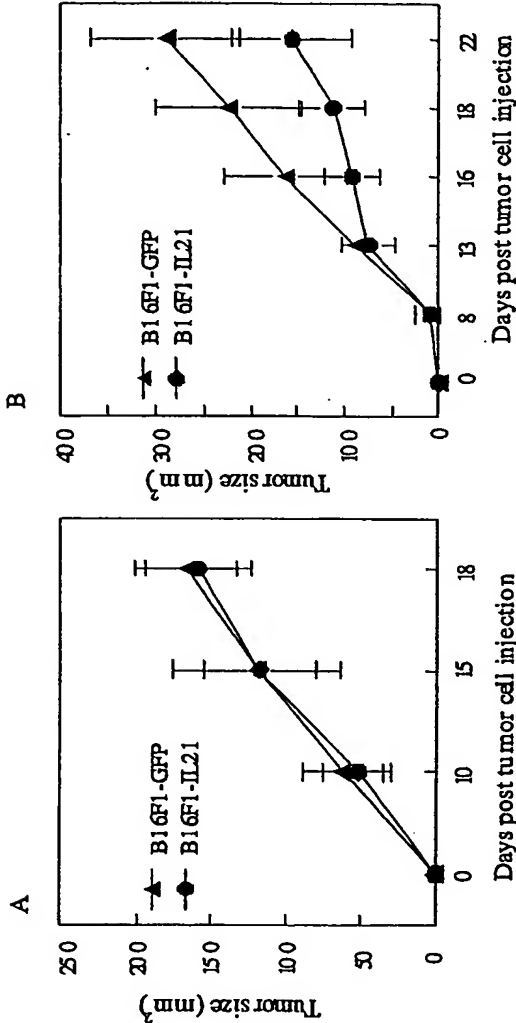 A
250
200
150
100
50
0
Tumor size (mm²)
B16F1-GFP
B16F1-IL21
0
10
15
18
Days post tumor cell injection
B
400
300
200
100
0
Tumor size (mm²)
B16F1-GFP
B16F1-IL21
0
8
13
16
18
22
Days post tumor cell injection